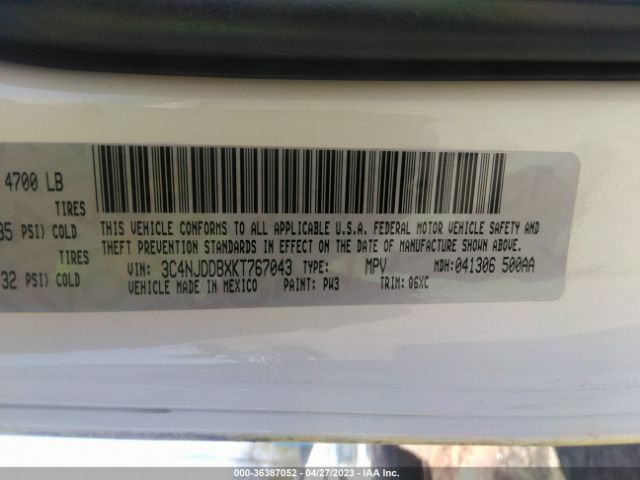 4700 LB
TIRES
35 PSI) COLD
TIRES
32 PSI) COLD
THIS VEHICLE CONFORMS TO ALL APPLICABLE U.S.A. FEDERAL MOTOR VEHICLE SAFETY AND
THEFT PREVENTION STANDARDS IN EFFECT ON THE DATE OF MANUFACTURE SHOWN ABOVE.
VIN: 3C4NJDDBXKT767043 TYPE: MPV MDH:041306 500AA
VEHICLE MADE IN MEXICO PAINT: PW3 TRIM: Q6XC
000-36387052 - 04/27/2023 - IAA Inc.